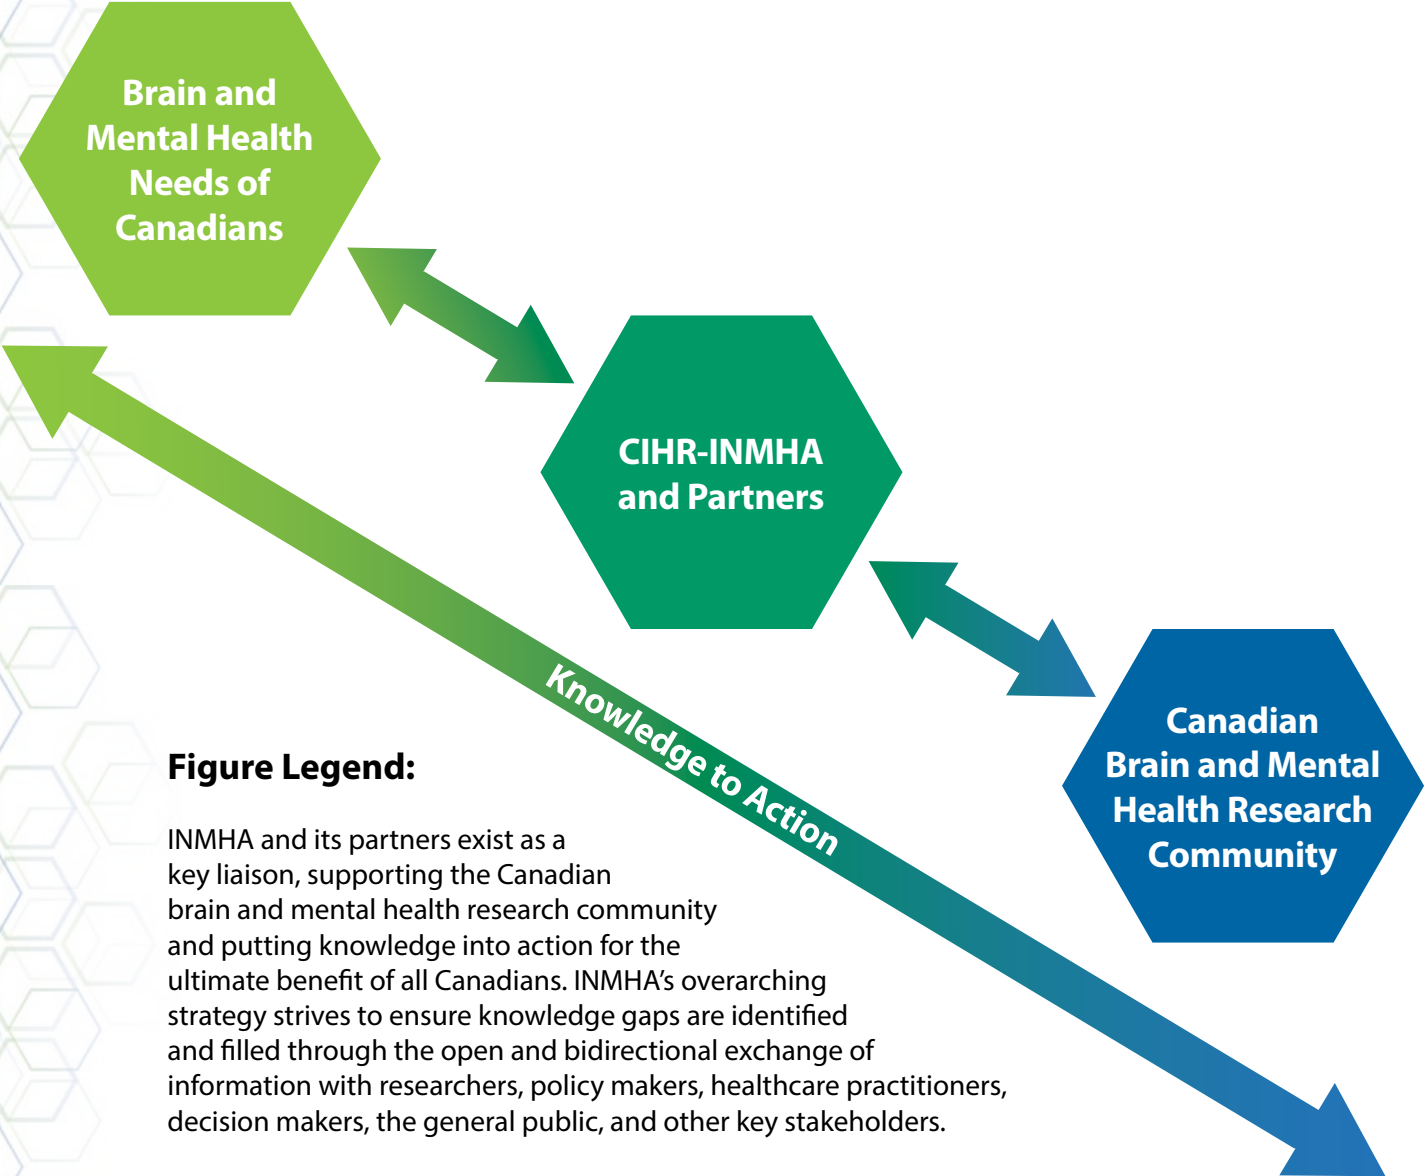 Brain and
Mental Health
Needs of
Canadians
CIHR-INMHA
and Partners
Canadian
Brain and Mental
Health Research
Community
Knowledge to Action
Figure Legend:
INMHA and its partners exist as a
key liaison, supporting the Canadian
brain and mental health research community
and putting knowledge into action for the
ultimate benefit of all Canadians. INMHA’s overarching
strategy strives to ensure knowledge gaps are identified
and filled through the open and bidirectional exchange of
information with researchers, policy makers, healthcare practitioners,
decision makers, the general public, and other key stakeholders.